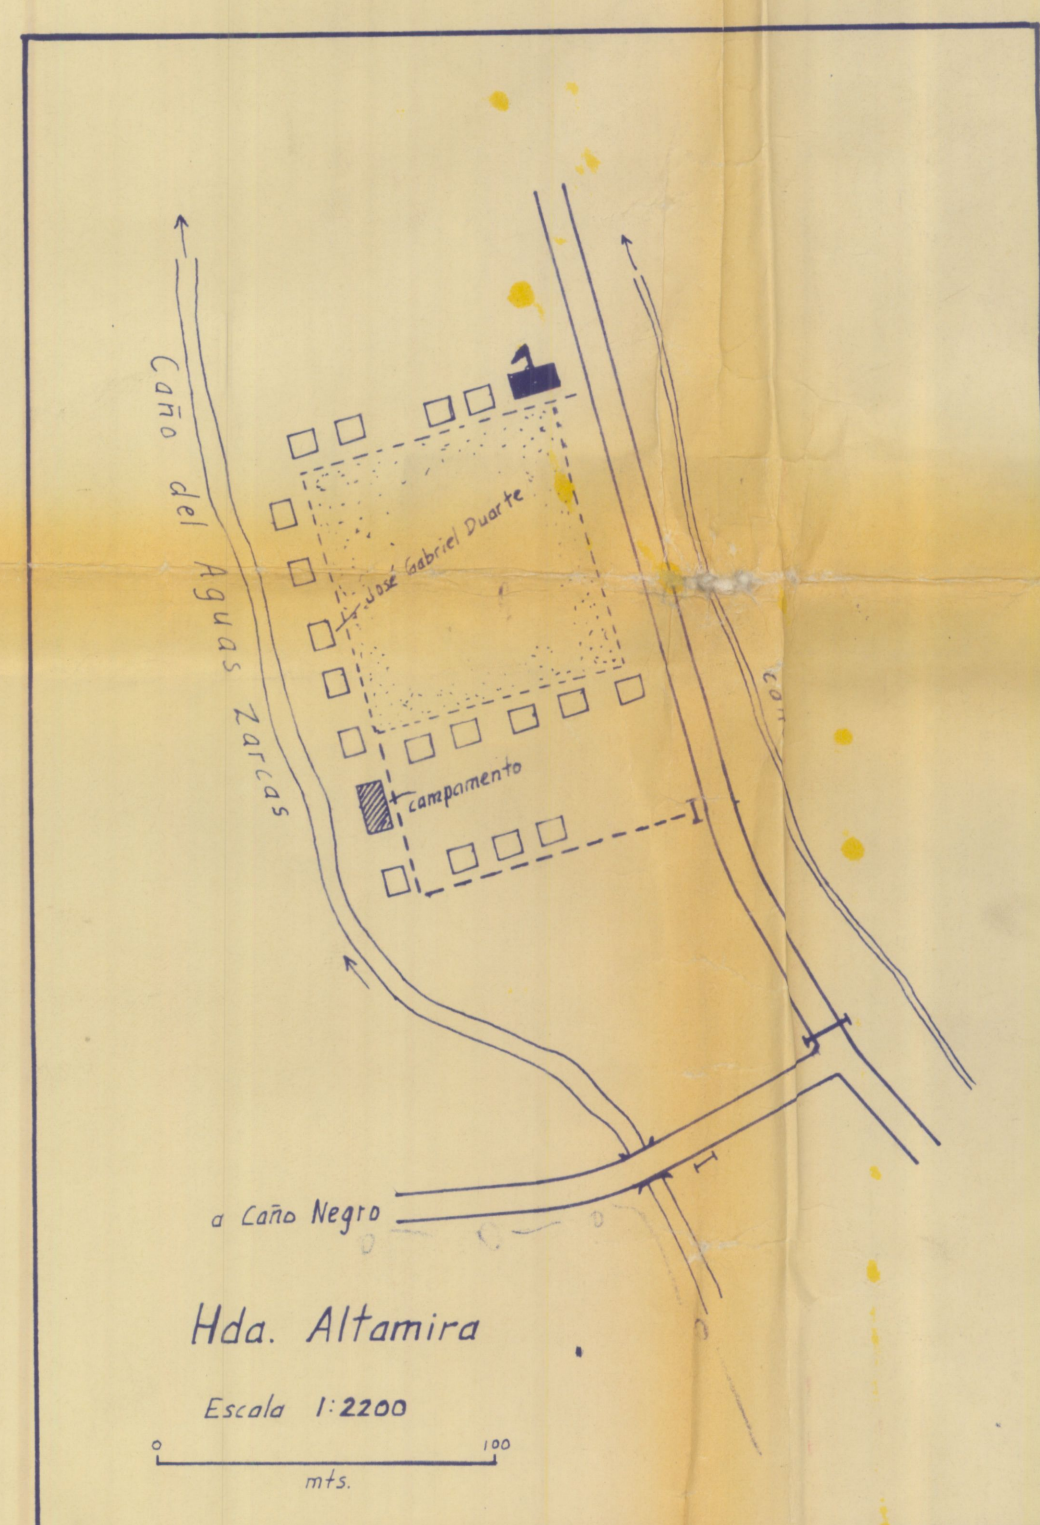 Caño del Aguas Zarcas
José Gabriel Duarte
campamento
a Caño Negro
Hda. Altamira
Escala 1:2200
0 100
mts.